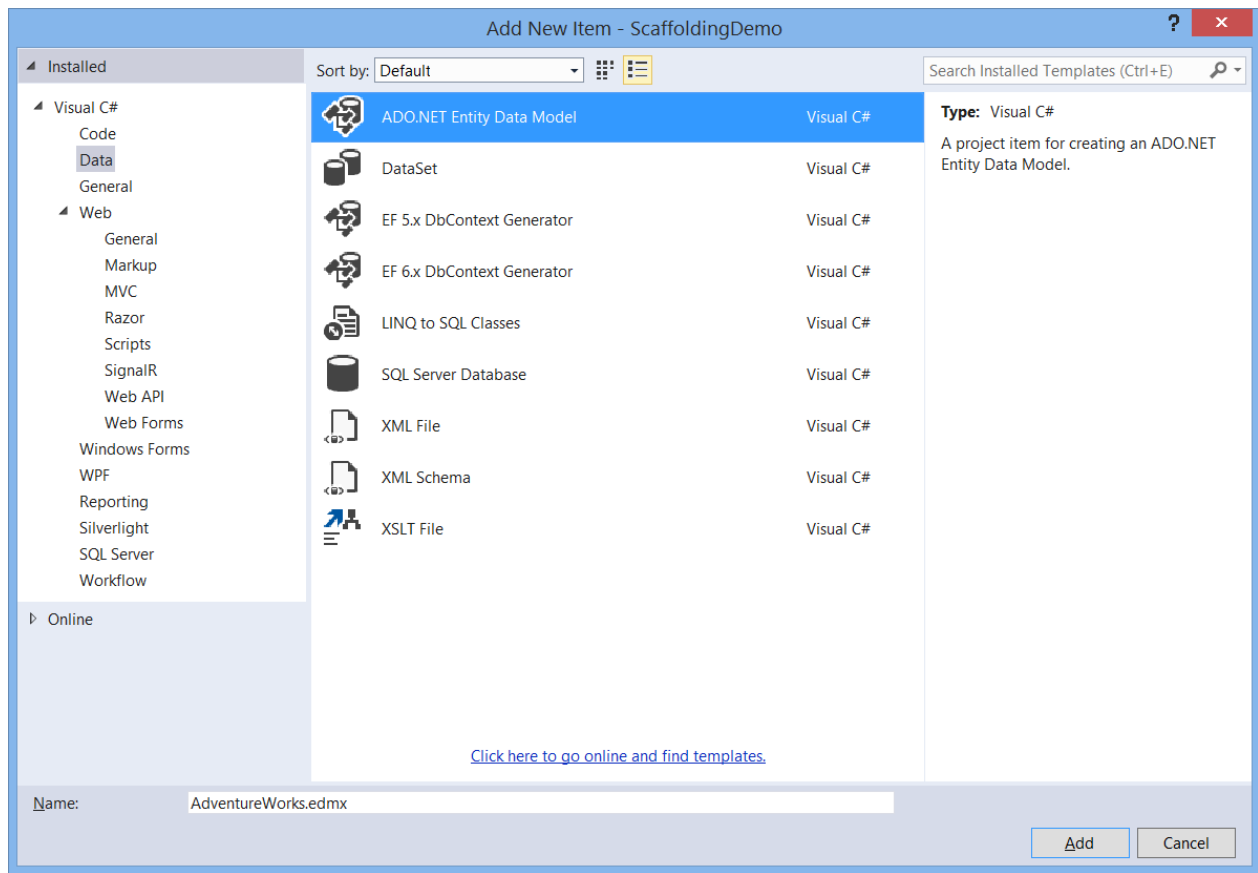 Add New Item - ScaffoldingDemo
?
Installed
Visual C#
Code
Data
General
Web
General
Markup
MVC
Razor
Scripts
SignalR
Web API
Web Forms
Windows Forms
WPF
Reporting
Silverlight
SQL Server
Workflow
Online
Sort by: Default
ADO.NET Entity Data Model Visual C#
DataSet Visual C#
EF 5.x DbContext Generator Visual C#
EF 6.x DbContext Generator Visual C#
LINQ to SQL Classes Visual C#
SQL Server Database Visual C#
XML File Visual C#
XML Schema Visual C#
XSLT File Visual C#
Click here to go online and find templates.
Search Installed Templates (Ctrl+E)
Type: Visual C#
A project item for creating an ADO.NET
Entity Data Model.
Name: AdventureWorks.edmx
Add Cancel